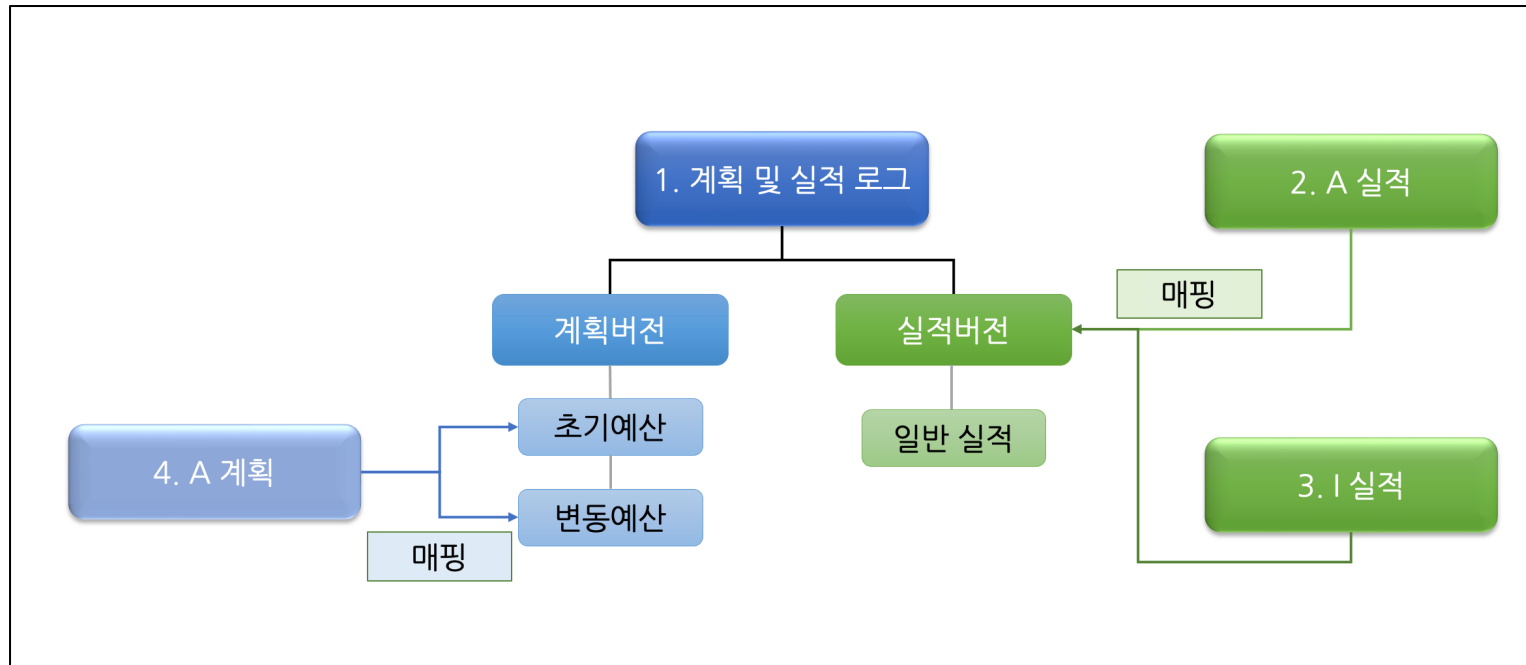 1. 계획 및 실적 로그
2. A 실적
매핑
계획버전
실적버전
초기예산
일반 실적
4. A 계획
3. I 실적
변동예산
매핑